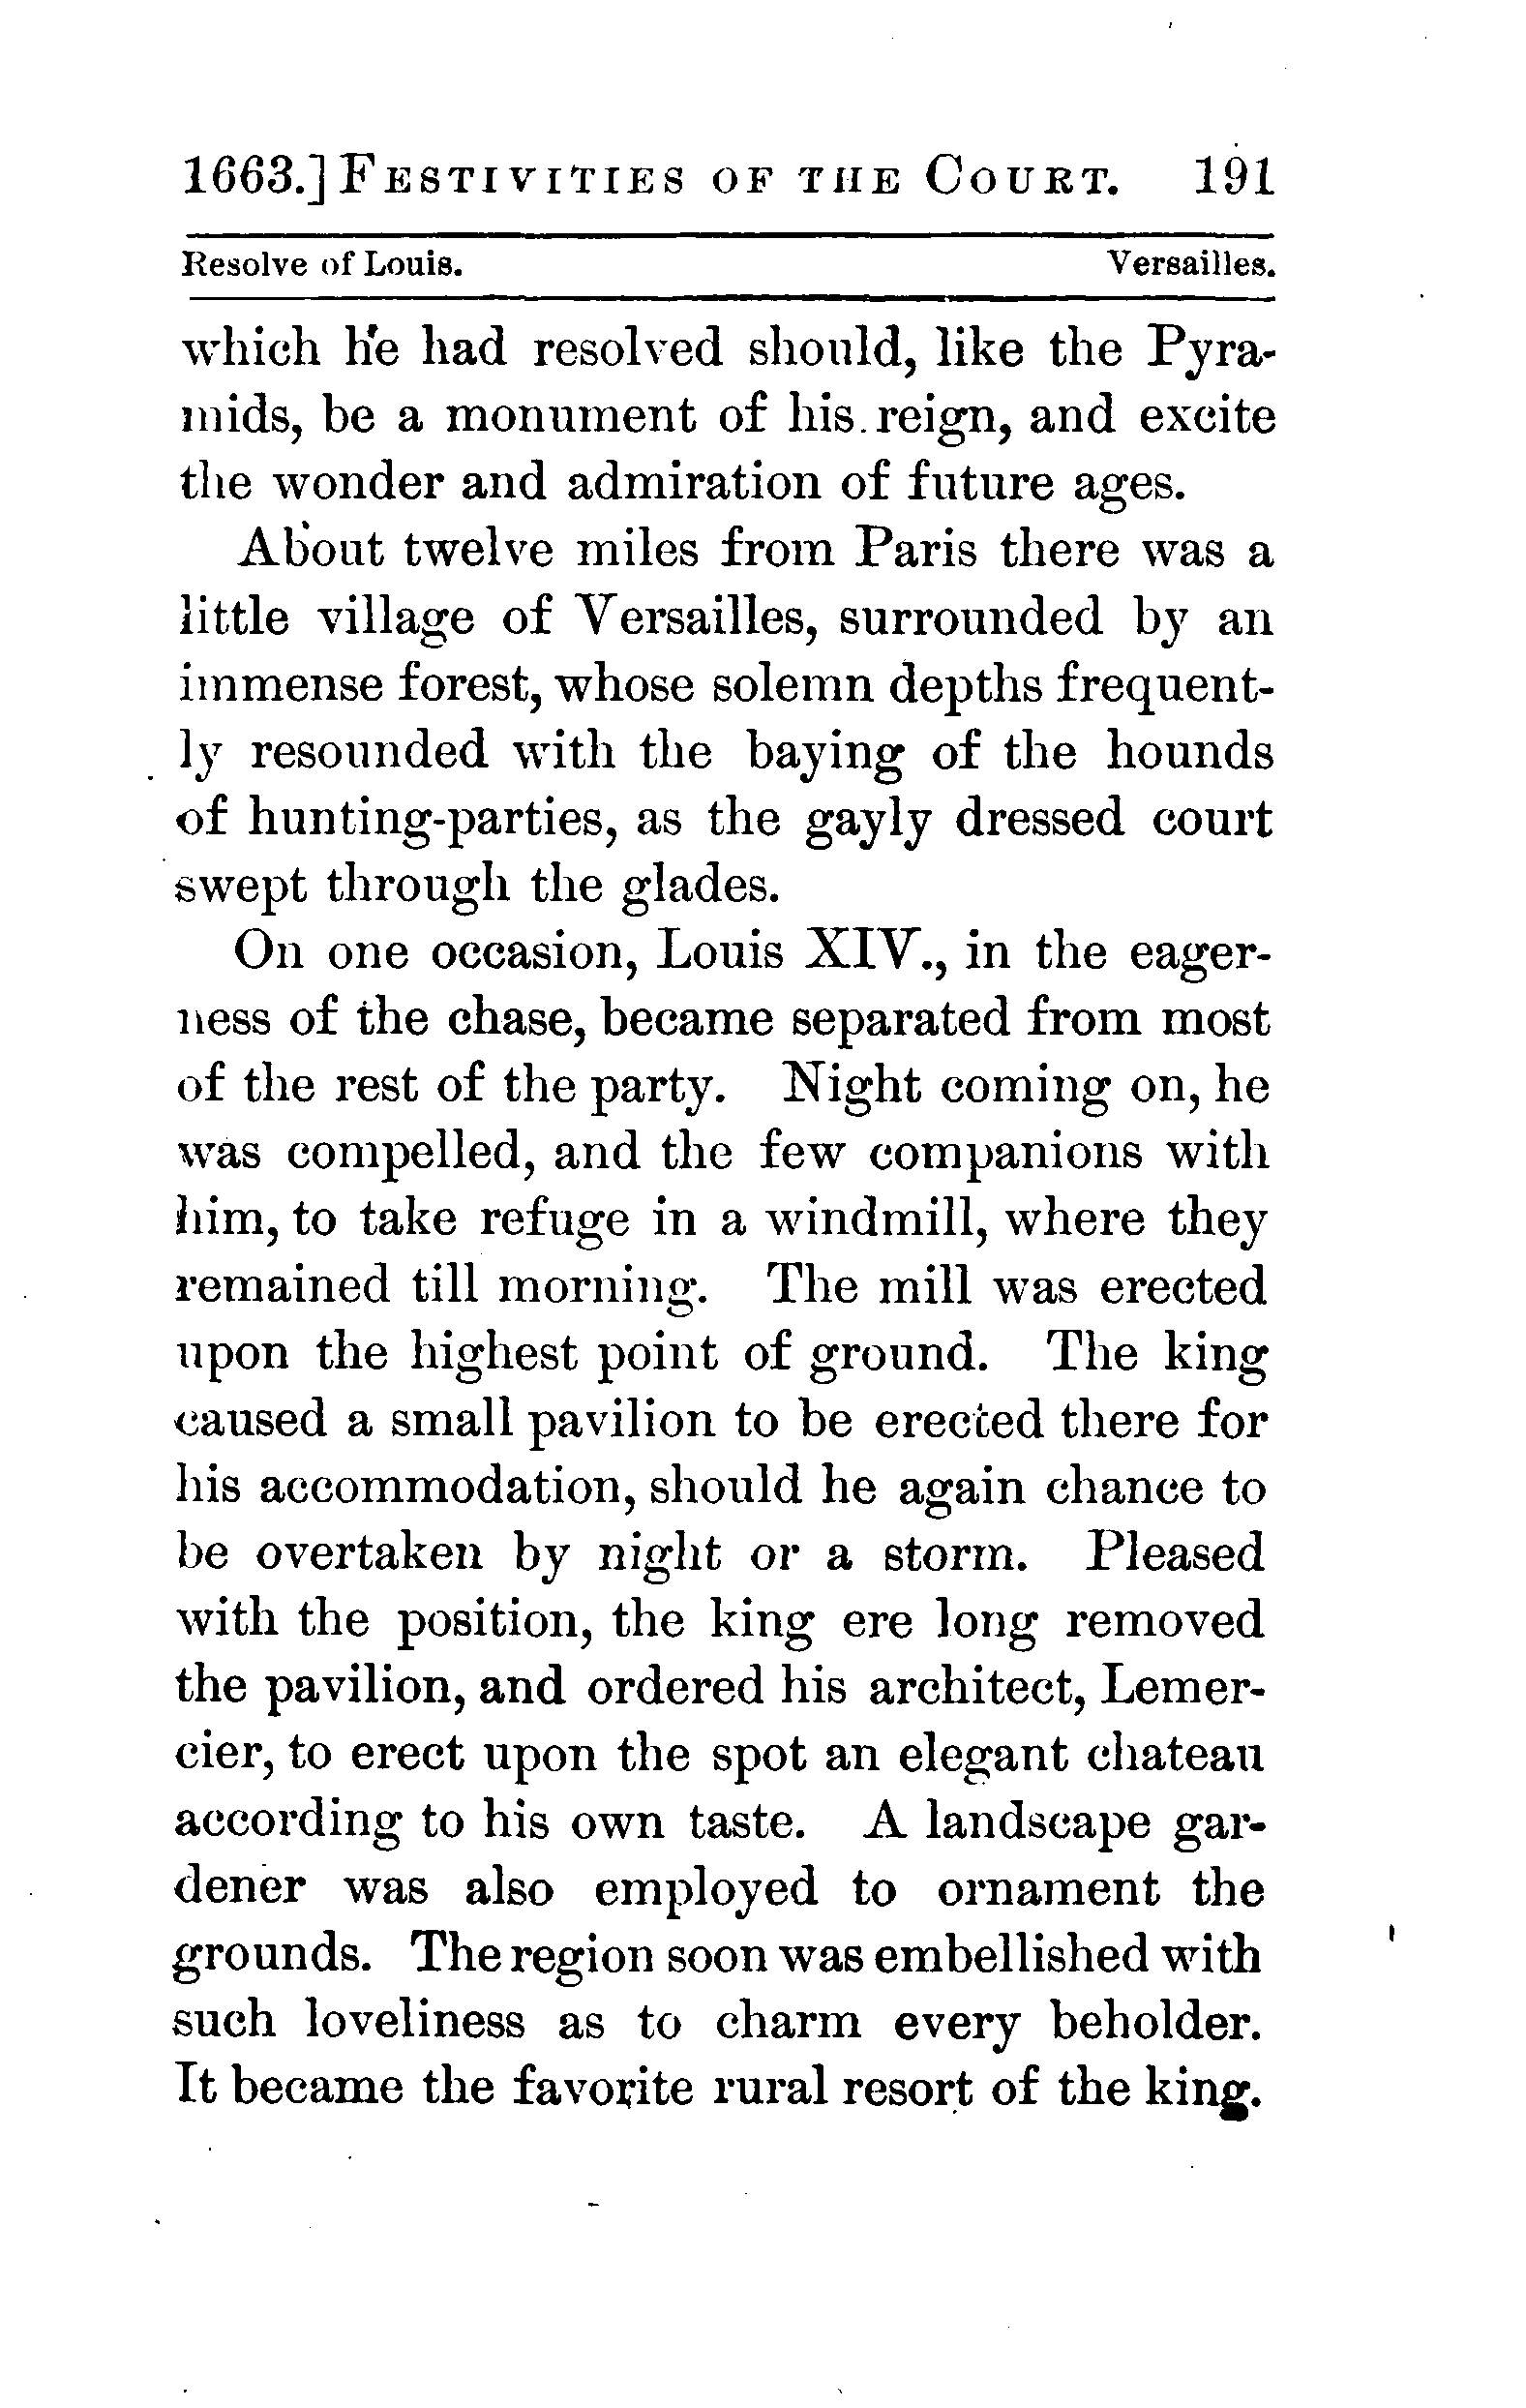 1663.] FESTIVITIES OF THE COURT. 191
Resolve of Louis. Versailles.
which he had resolved should, like the Pyra-
mids, be a monument of his reign, and excite
the wonder and admiration of future ages.
About twelve miles from Paris there was a
little village of Versailles, surrounded by an
immense forest, whose solemn depths frequent-
ly resounded with the baying of the hounds
of hunting-parties, as the gayly dressed court
swept through the glades.
On one occasion, Louis XIV., in the eager-
ness of the chase, became separated from most
of the rest of the party. Night coming on, he
was compelled, and the few companions with
him, to take refuge in a windmill, where they
remained till morning. The mill was erected
upon the highest point of ground. The king
caused a small pavilion to be erected there for
his accommodation, should he again chance to
be overtaken by night or a storm. Pleased
with the position, the king ere long removed
the pavilion, and ordered his architect, Lemer-
cier, to erect upon the spot an elegant chateau
according to his own taste. A landscape gar-
dener was also employed to ornament the
grounds. The region soon was embellished with
such loveliness as to charm every beholder.
It became the favorite rural resort of the king.